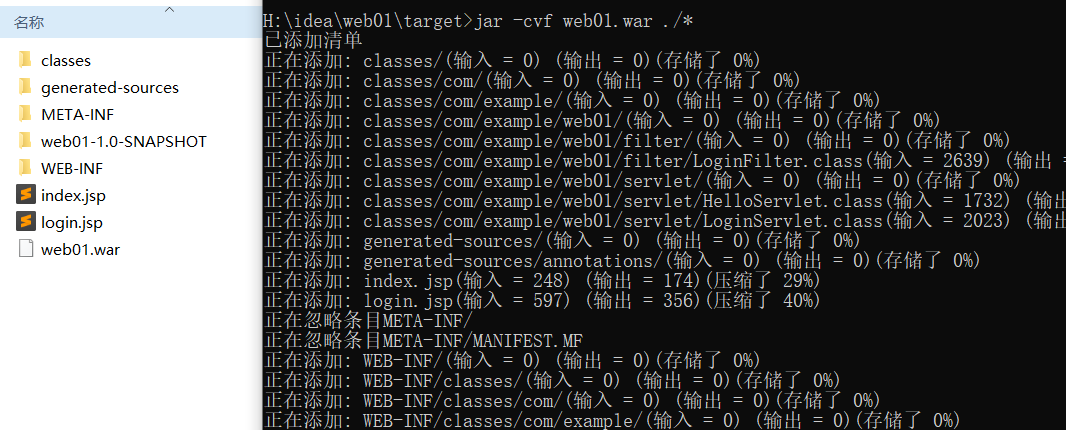 名称
classes
generated-sources
META-INF
web01-1.0-SNAPSHOT
WEB-INF
index.jsp
login.jsp
web01.war
H:\idea\web01\target>jar -cvf web01.war ./*
已添加清单
正在添加: classes/(输入 = 0) (输出 = 0)(存储了 0%)
正在添加: classes/com/(输入 = 0) (输出 = 0)(存储了 0%)
正在添加: classes/com/example/(输入 = 0) (输出 = 0)(存储了 0%)
正在添加: classes/com/example/web01/(输入 = 0) (输出 = 0)(存储了 0%)
正在添加: classes/com/example/web01/filter/(输入 = 0) (输出 = 0)(存储了 0%)
正在添加: classes/com/example/web01/filter/LoginFilter.class(输入 = 2639) (输出 =
正在添加: classes/com/example/web01/servlet/(输入 = 0) (输出 = 0)(存储了 0%)
正在添加: classes/com/example/web01/servlet/HelloServlet.class(输入 = 1732) (输出
正在添加: classes/com/example/web01/servlet/LoginServlet.class(输入 = 2023) (输出
正在添加: generated-sources/(输入 = 0) (输出 = 0)(存储了 0%)
正在添加: generated-sources/annotations/(输入 = 0) (输出 = 0)(存储了 0%)
正在添加: index.jsp(输入 = 248) (输出 = 174)(压缩了 29%)
正在添加: login.jsp(输入 = 597) (输出 = 356)(压缩了 40%)
正在忽略条目META-INF/
正在忽略条目META-INF/MANIFEST.MF
正在添加: WEB-INF/(输入 = 0) (输出 = 0)(存储了 0%)
正在添加: WEB-INF/classes/(输入 = 0) (输出 = 0)(存储了 0%)
正在添加: WEB-INF/classes/com/(输入 = 0) (输出 = 0)(存储了 0%)
正在添加: WEB-INF/classes/com/example/(输入 = 0) (输出 = 0)(存储了 0%)